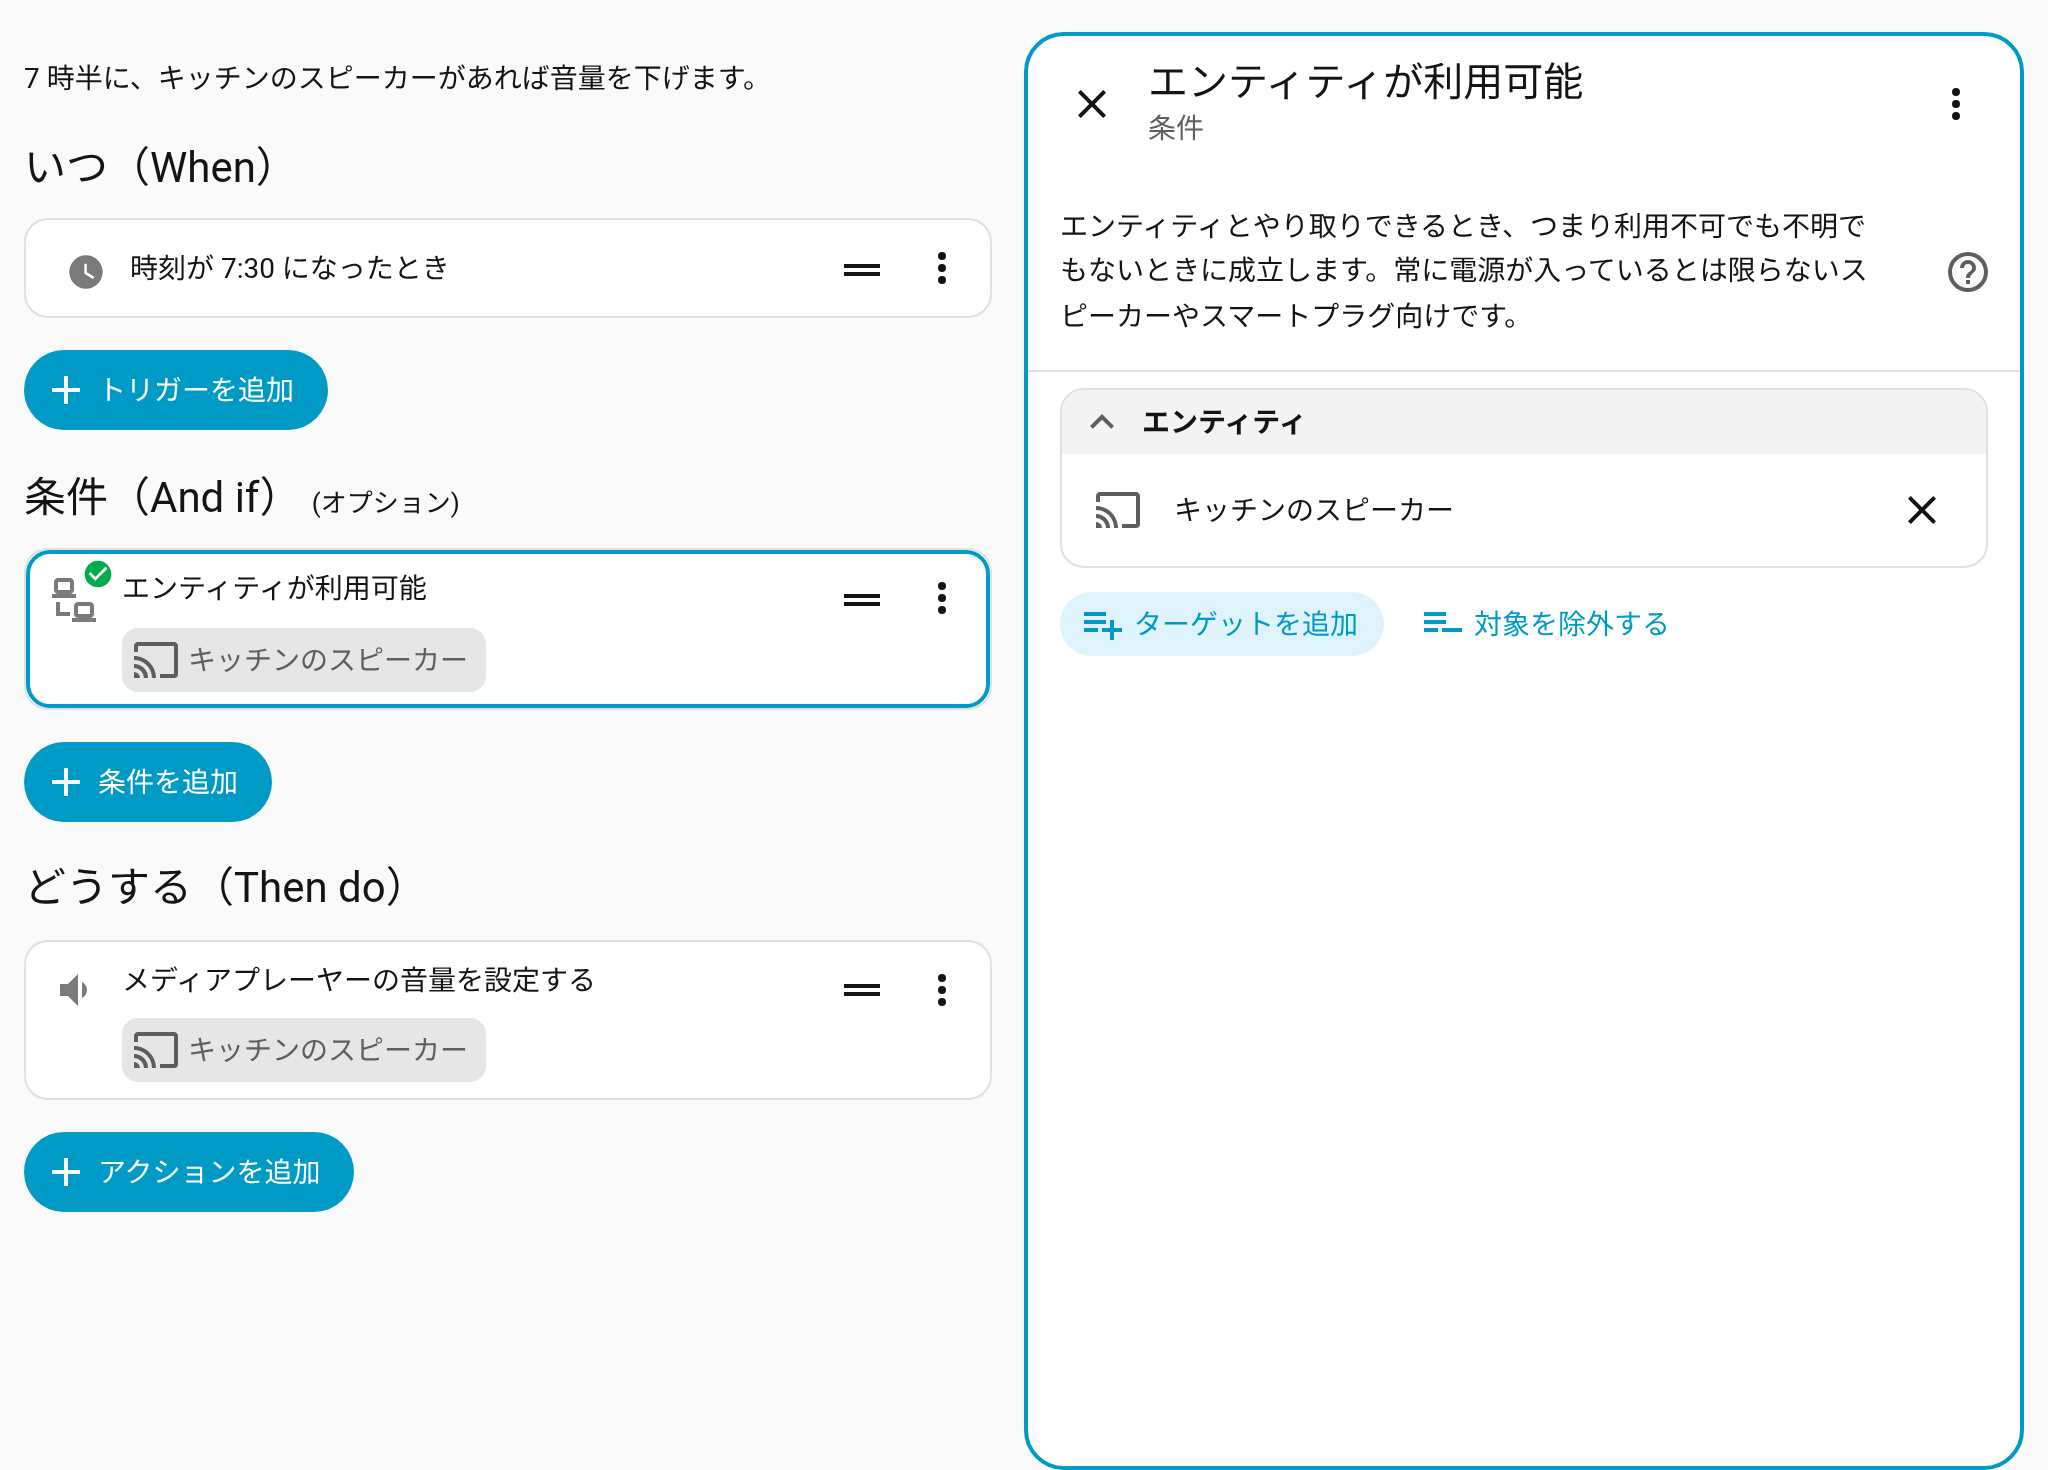 7 時半に、キッチンのスピーカーがあれば音量を下げます。
いつ（When）
時刻が 7:30 になったとき
トリガーを追加
条件（And if） (オプション)
エンティティが利用可能
キッチンのスピーカー
条件を追加
どうする（Then do）
メディアプレーヤーの音量を設定する
キッチンのスピーカー
アクションを追加
エンティティが利用可能
条件
エンティティとやり取りできるとき、つまり利用不可でも不明で
もないときに成立します。常に電源が入っているとは限らないス
ピーカーやスマートプラグ向けです。
エンティティ
キッチンのスピーカー
ターゲットを追加
対象を除外する